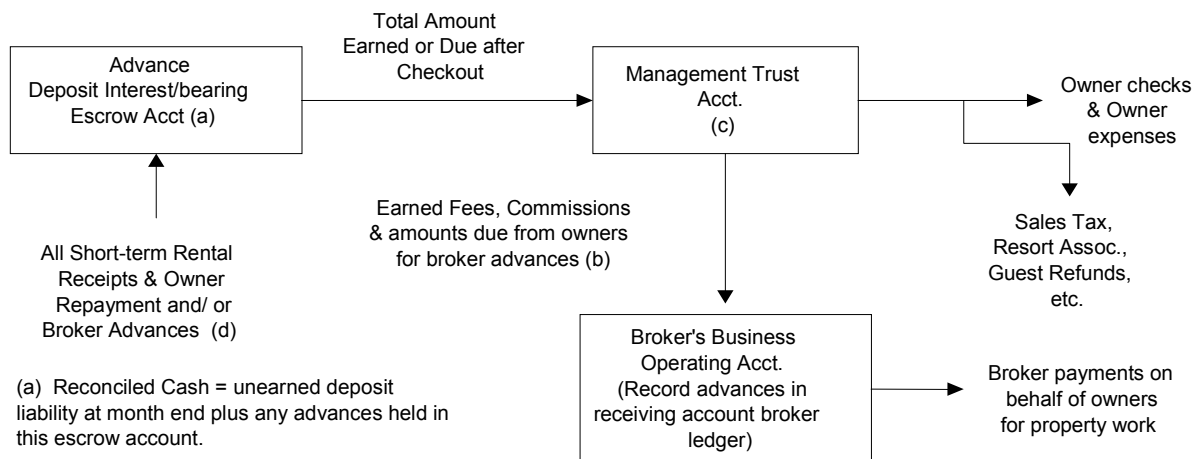 Total Amount
Earned or Due after
Checkout
Advance
Deposit Interest/bearing
Escrow Acct (a)
Management Trust
Acct.
(c)
Owner checks
& Owner
expenses
Earned Fees, Commissions
& amounts due from owners
for broker advances (b)
Sales Tax,
Resort Assoc.,
Guest Refunds,
etc.
All Short-term Rental
Receipts & Owner
Repayment and/ or
Broker Advances (d)
Broker's Business
Operating Acct.
(Record advances in
receiving account broker
ledger)
Broker payments on
behalf of owners
for property work
(a) Reconciled Cash = unearned deposit
liability at month end plus any advances held in
this escrow account.